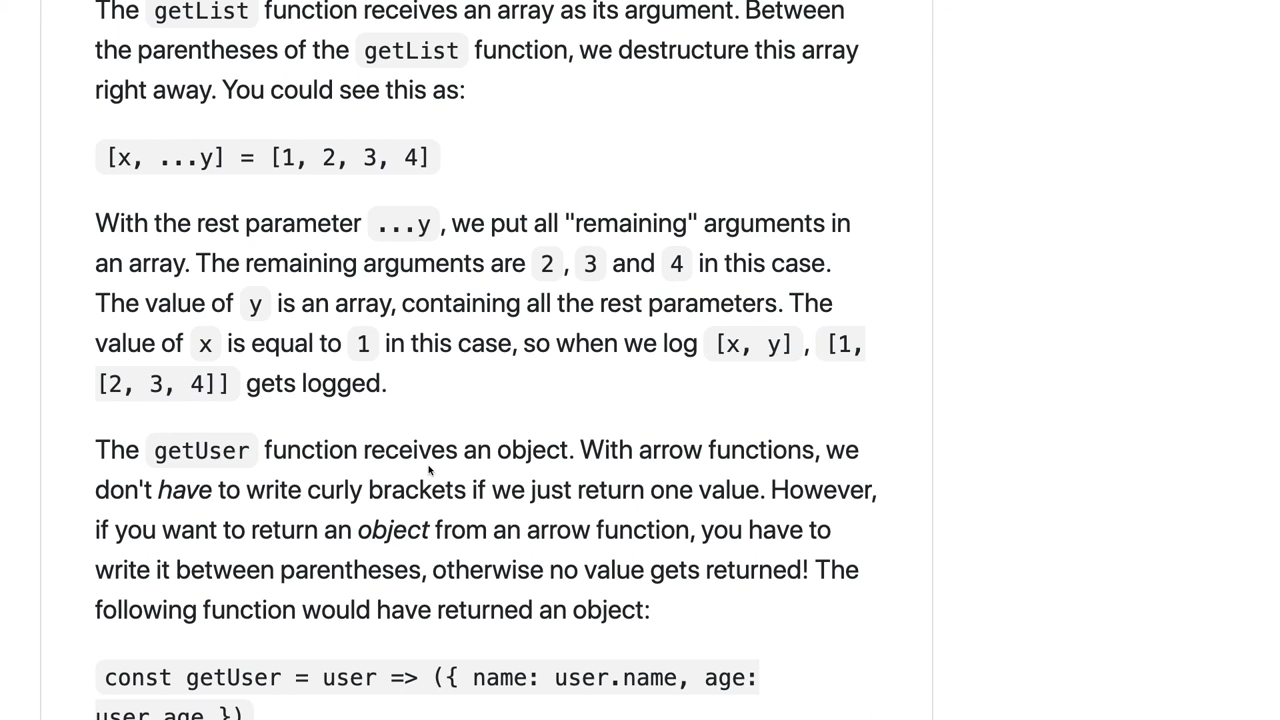 The getList function receives an array as its argument. Between
the parentheses of the getList function, we destructure this array
right away. You could see this as:
[x, ...y] = [1, 2, 3, 4]
With the rest parameter ...y, we put all "remaining" arguments in
an array. The remaining arguments are 2, 3 and 4 in this case.
The value of y is an array, containing all the rest parameters. The
value of x is equal to 1 in this case, so when we log [x, y], [1,
[2, 3, 4]] gets logged.
The getUser function receives an object. With arrow functions, we
don't have to write curly brackets if we just return one value. However,
if you want to return an object from an arrow function, you have to
write it between parentheses, otherwise no value gets returned! The
following function would have returned an object:
const getUser = user => ({ name: user.name, age:
user.age })